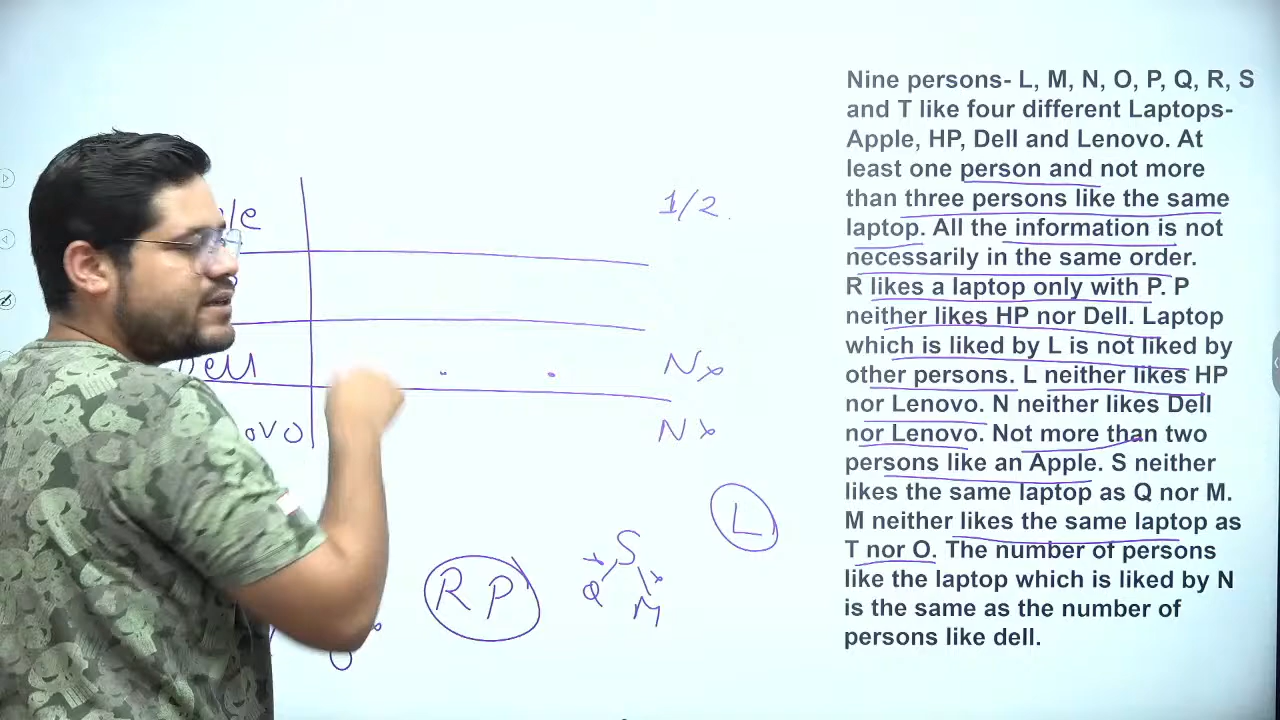 Nine persons- L, M, N, O, P, Q, R, S
and T like four different Laptops-
Apple, HP, Dell and Lenovo. At
least one person and not more
than three persons like the same
laptop. All the information is not
necessarily in the same order.
R likes a laptop only with P. P
neither likes HP nor Dell. Laptop
which is liked by L is not liked by
other persons. L neither likes HP
nor Lenovo. N neither likes Dell
nor Lenovo. Not more than two
persons like an Apple. S neither
likes the same laptop as Q nor M.
M neither likes the same laptop as
T nor O. The number of persons
like the laptop which is liked by N
is the same as the number of
persons like dell.
1/2.
Dell Nx
Nx
L
R P
S
Q M
O